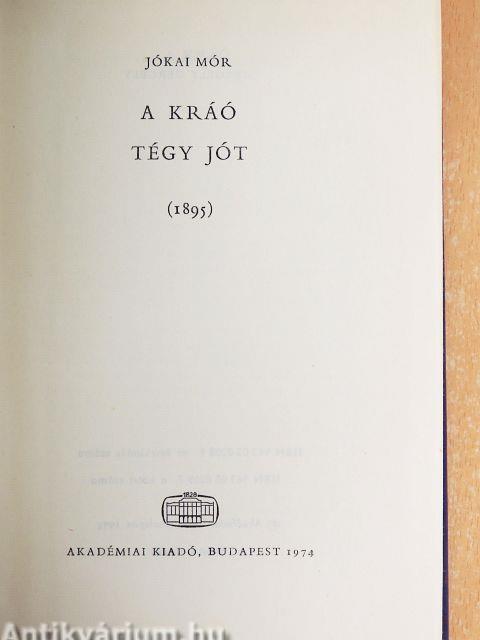 JÓKAI MÓR
A KRÁÓ
TÉGY JÓT
(1895)
1828
AKADÉMIAI KIADÓ, BUDAPEST 1974
Antikvárium.hu